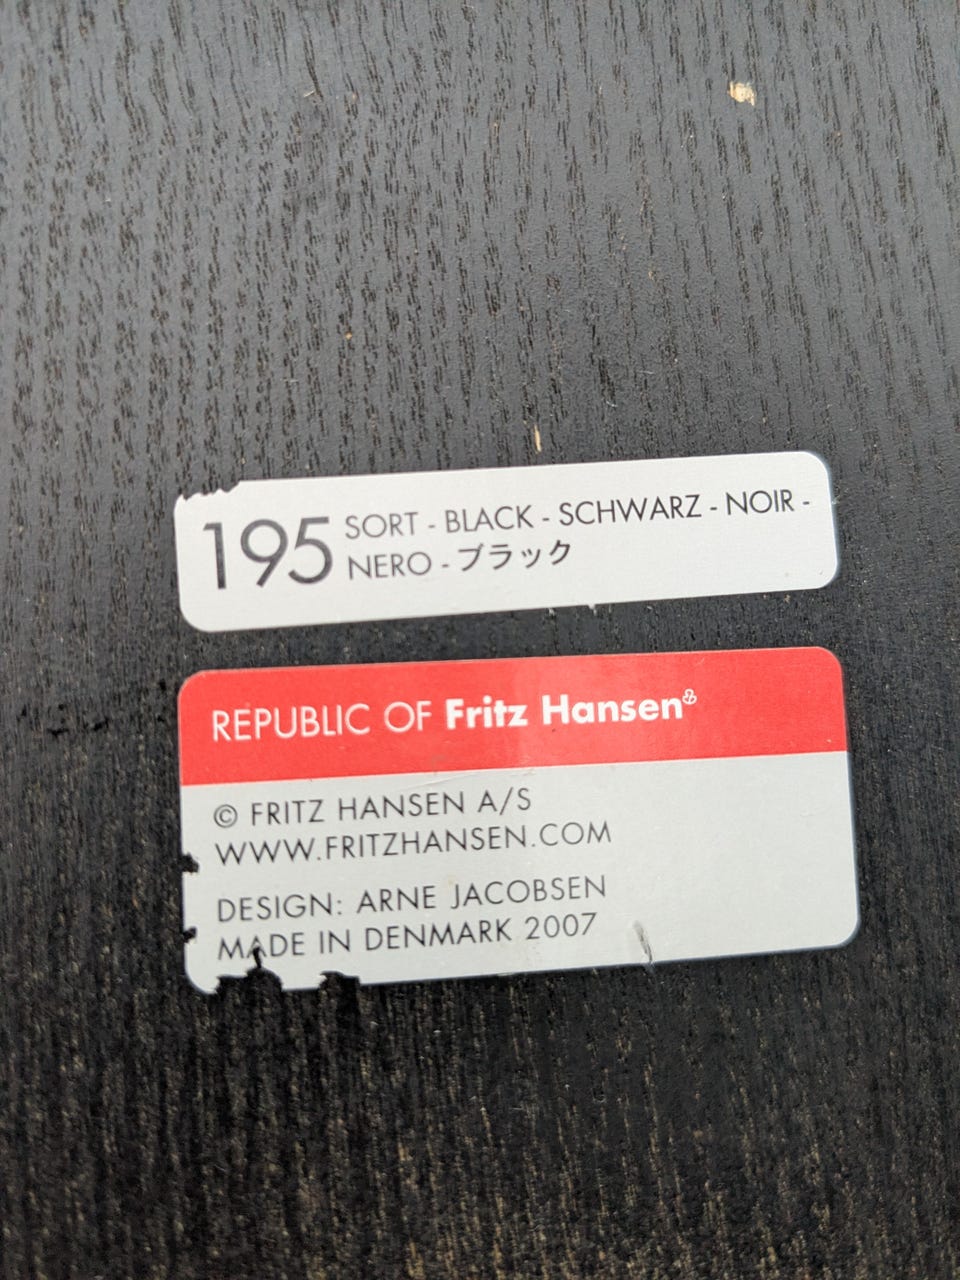 195 SORT - BLACK - SCHWARZ - NOIR -
NERO - ブラック
REPUBLIC OF Fritz Hansen
© FRITZ HANSEN A/S
WWW.FRITZHANSEN.COM
DESIGN: ARNE JACOBSEN
MADE IN DENMARK 2007